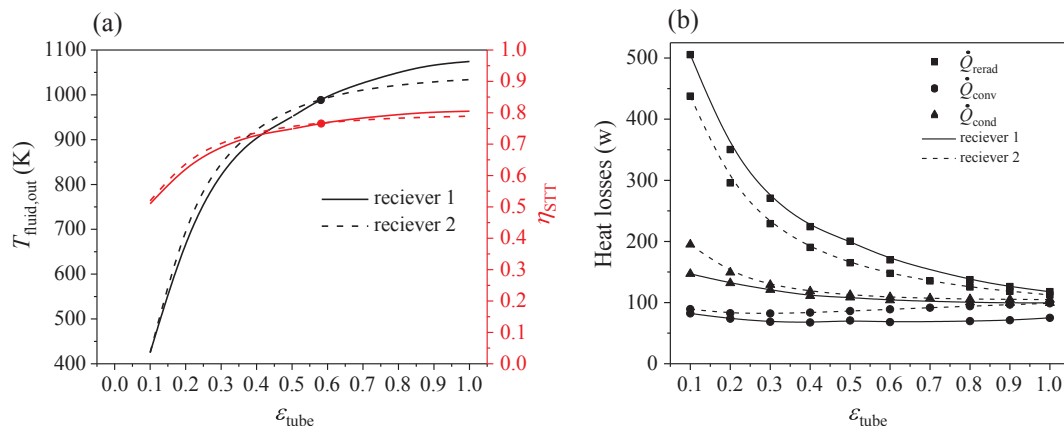 (a)
1100
1000
900
800
700
600
500
400
T_fluid,out (K)
0.0 0.1 0.2 0.3 0.4 0.5 0.6 0.7 0.8 0.9 1.0
ε_tube
1.0
0.9
0.8
0.7
0.6
0.5
0.4
0.3
0.2
0.1
0.0
η_STT
reciever 1
reciever 2
(b)
500
400
300
200
100
0
Heat losses (w)
0.1 0.2 0.3 0.4 0.5 0.6 0.7 0.8 0.9 1.0
ε_tube
Q̇_rerad
Q̇_conv
Q̇_cond
reciever 1
reciever 2